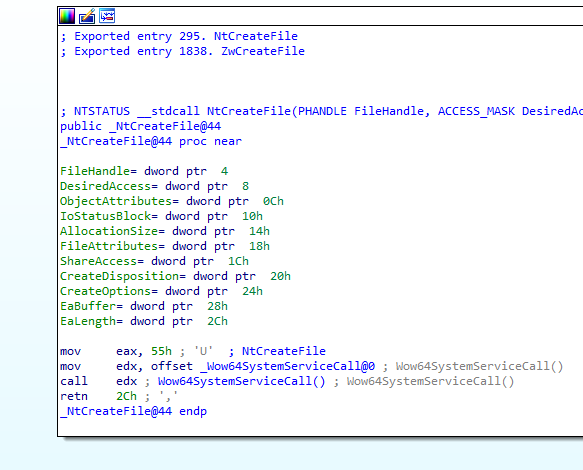 ; Exported entry 295. NtCreateFile
; Exported entry 1838. ZwCreateFile
; NTSTATUS __stdcall NtCreateFile(PHANDLE FileHandle, ACCESS_MASK DesiredAc
public _NtCreateFile@44
_NtCreateFile@44 proc near
FileHandle= dword ptr  4
DesiredAccess= dword ptr  8
ObjectAttributes= dword ptr  0Ch
IoStatusBlock= dword ptr  10h
AllocationSize= dword ptr  14h
FileAttributes= dword ptr  18h
ShareAccess= dword ptr  1Ch
CreateDisposition= dword ptr  20h
CreateOptions= dword ptr  24h
EaBuffer= dword ptr  28h
EaLength= dword ptr  2Ch
mov     eax, 55h ; 'U'  ; NtCreateFile
mov     edx, offset _Wow64SystemServiceCall@0 ; Wow64SystemServiceCall()
call    edx ; Wow64SystemServiceCall() ; Wow64SystemServiceCall()
retn    2Ch ; ','
_NtCreateFile@44 endp